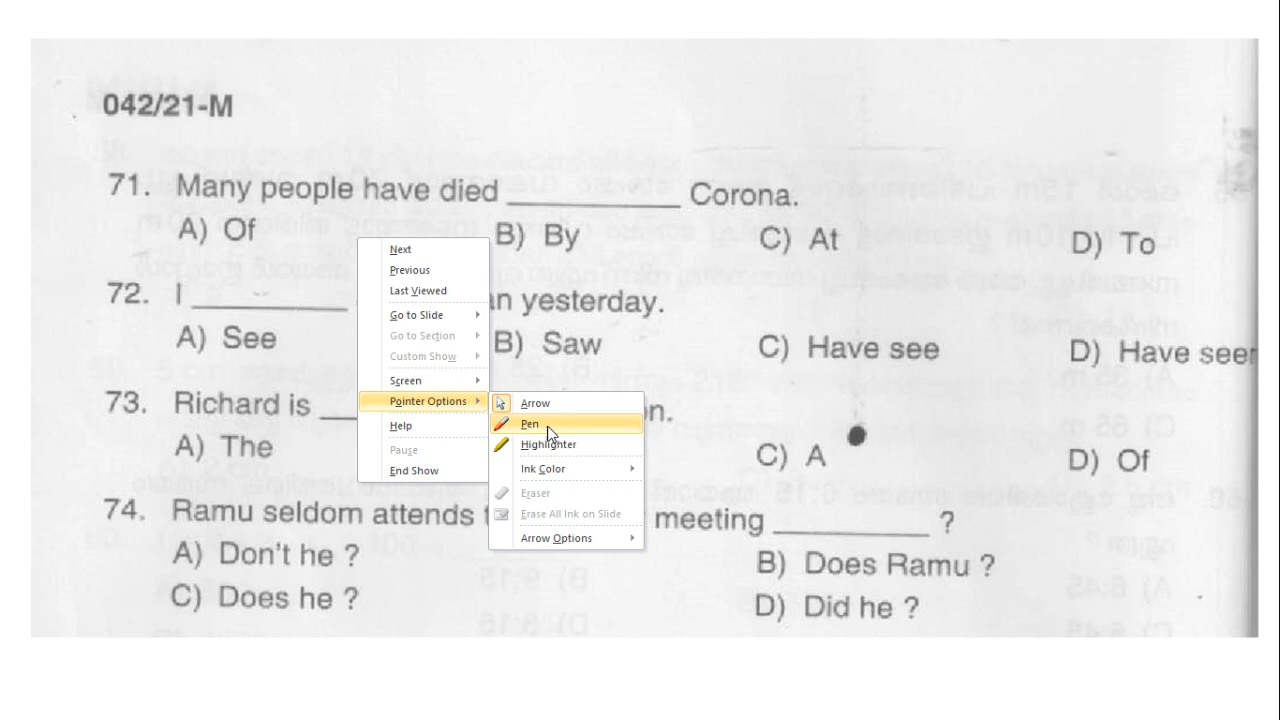 042/21-M
71. Many people have died __________ Corona.
A) Of B) By C) At D) To
72. I __________ an yesterday.
A) See B) Saw C) Have see D) Have seen
73. Richard is ___ on.
A) The C) A D) Of
74. Ramu seldom attends meeting __________ ?
A) Don't he ? B) Does Ramu ?
C) Does he ? D) Did he ?
Next
Previous
Last Viewed
Go to Slide
Go to Section
Custom Show
Screen
Pointer Options
Help
Pause
End Show
Arrow
Pen
Highlighter
Ink Color
Eraser
Erase All Ink on Slide
Arrow Options